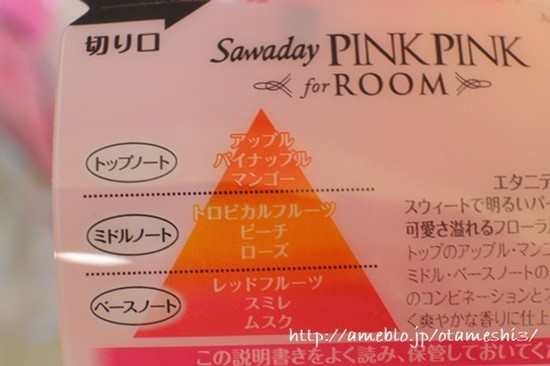 切り口
Sawaday PINK PINK
for ROOM
トップノート
アップル
パイナップル
マンゴー
ミドルノート
トロピカルフルーツ
ピーチ
ローズ
ベースノート
レッドフルーツ
スミレ
ムスク
エタニテ
スウィートで明るいパー
可愛さ溢れるフローラ
トップのアップル・マンゴ
ミドル・ベースノートの
のコンビネーションと
く爽やかな香りに仕上
http://ameblo.jp/otameshi3/
この説明書きをよく読み、保管しておいてく